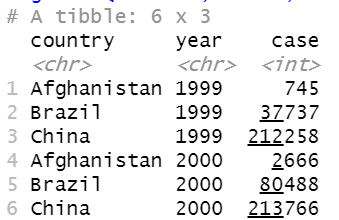 # A tibble: 6 x 3
country year case
<chr> <chr> <int>
1 Afghanistan 1999 745
2 Brazil 1999 37737
3 China 1999 212258
4 Afghanistan 2000 2666
5 Brazil 2000 80488
6 China 2000 213766